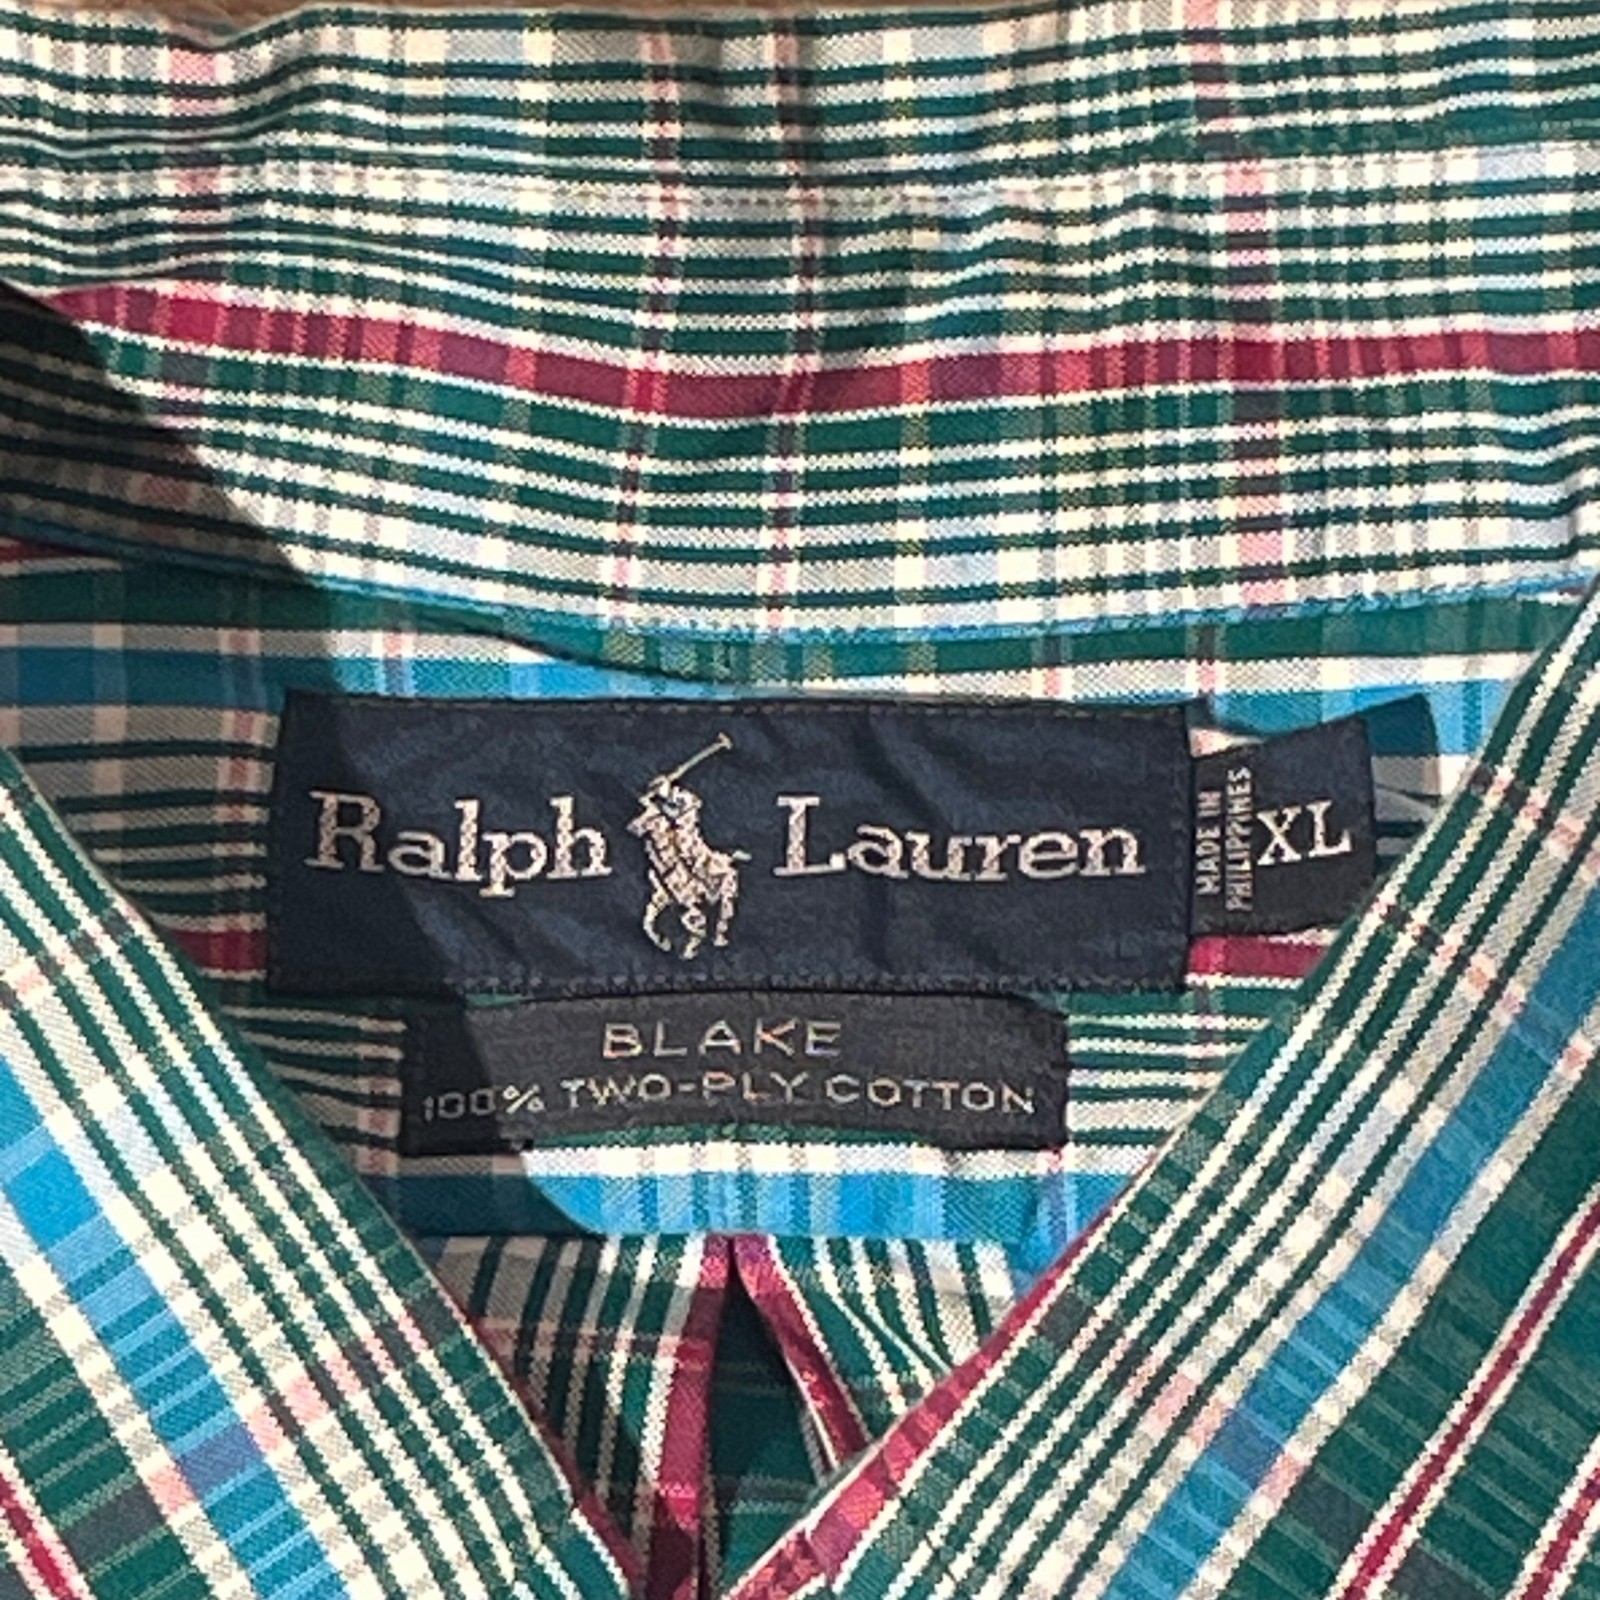 Ralph Lauren
MADE IN
PHILIPPINES
XL
BLAKE
100% TWO-PLY COTTON